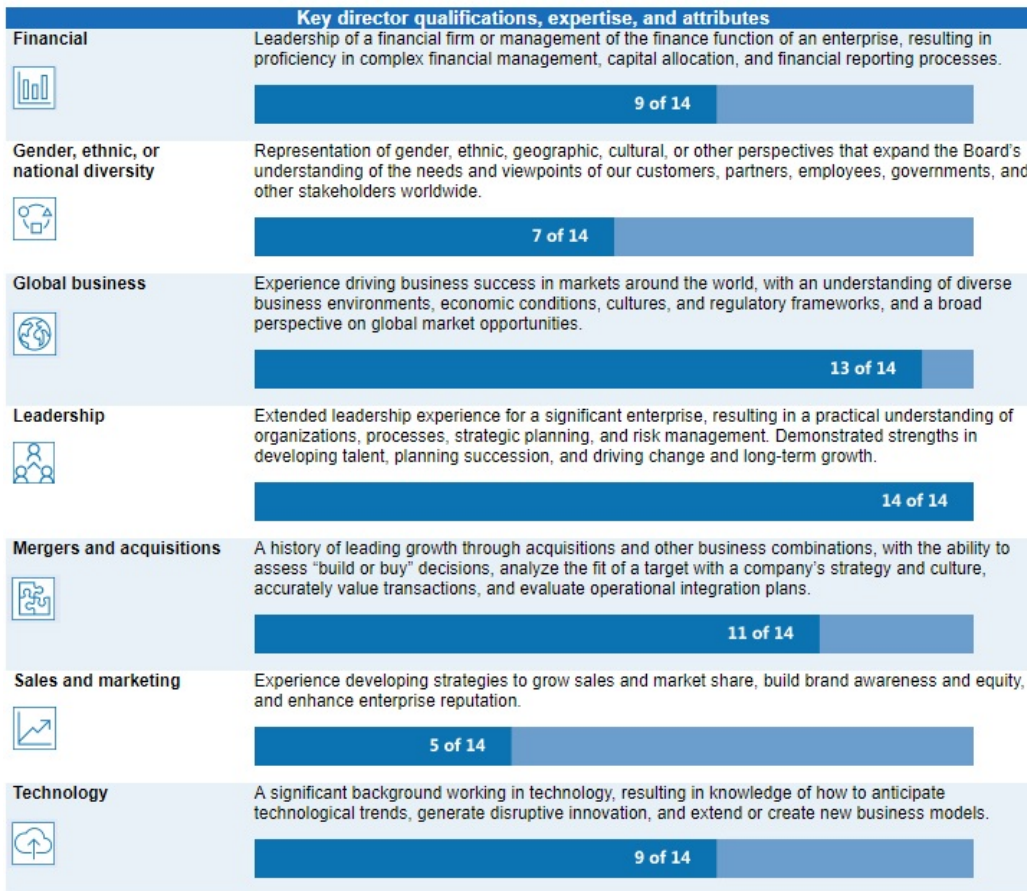 Key director qualifications, expertise, and attributes
Financial
Leadership of a financial firm or management of the finance function of an enterprise, resulting in
proficiency in complex financial management, capital allocation, and financial reporting processes.
9 of 14
Gender, ethnic, or
national diversity
Representation of gender, ethnic, geographic, cultural, or other perspectives that expand the Board's
understanding of the needs and viewpoints of our customers, partners, employees, governments, and
other stakeholders worldwide.
7 of 14
Global business
Experience driving business success in markets around the world, with an understanding of diverse
business environments, economic conditions, cultures, and regulatory frameworks, and a broad
perspective on global market opportunities.
13 of 14
Leadership
Extended leadership experience for a significant enterprise, resulting in a practical understanding of
organizations, processes, strategic planning, and risk management. Demonstrated strengths in
developing talent, planning succession, and driving change and long-term growth.
14 of 14
Mergers and acquisitions
A history of leading growth through acquisitions and other business combinations, with the ability to
assess “build or buy” decisions, analyze the fit of a target with a company’s strategy and culture,
accurately value transactions, and evaluate operational integration plans.
11 of 14
Sales and marketing
Experience developing strategies to grow sales and market share, build brand awareness and equity,
and enhance enterprise reputation.
5 of 14
Technology
A significant background working in technology, resulting in knowledge of how to anticipate
technological trends, generate disruptive innovation, and extend or create new business models.
9 of 14